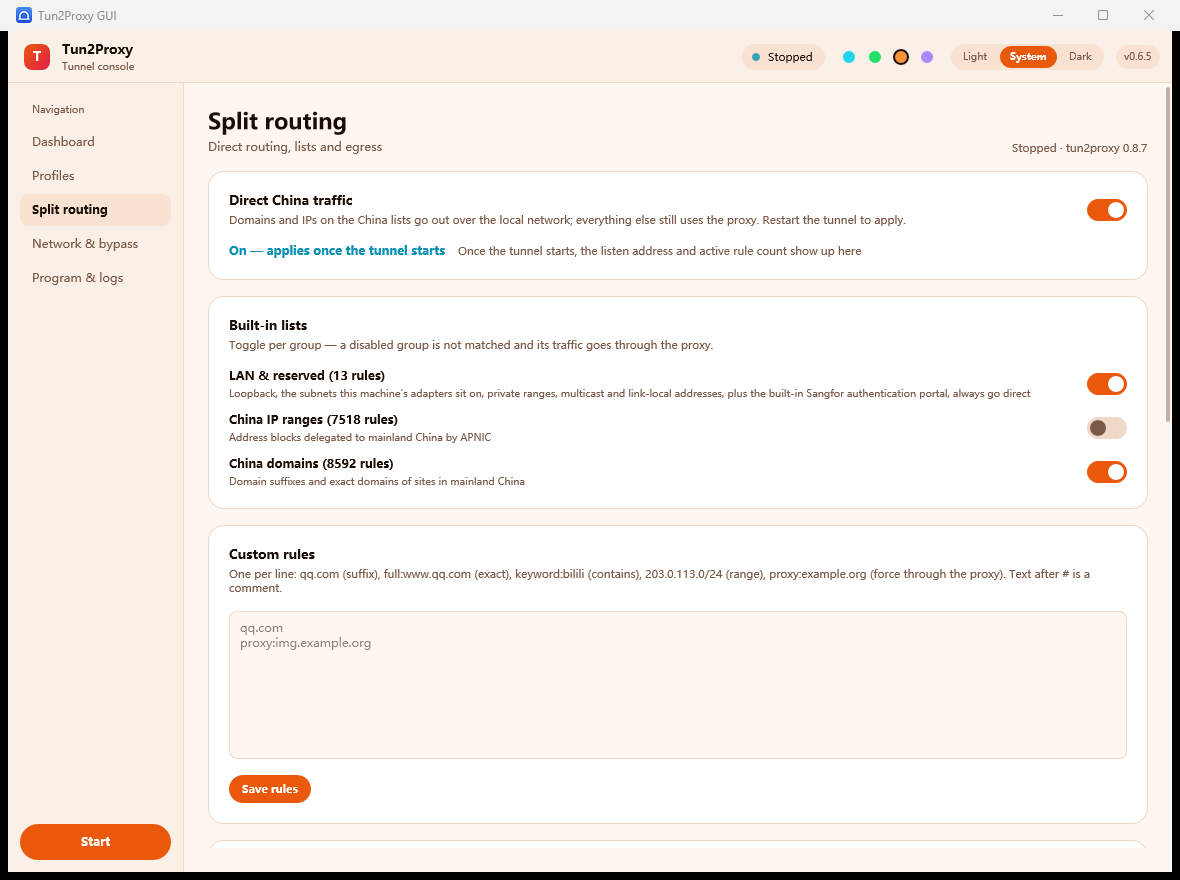 Tun2Proxy GUI
T
Tun2Proxy
Tunnel console
Stopped
Light
System
Dark
v0.6.5
Navigation
Dashboard
Profiles
Split routing
Network & bypass
Program & logs
Start
Split routing
Direct routing, lists and egress
Stopped · tun2proxy 0.8.7
Direct China traffic
Domains and IPs on the China lists go out over the local network; everything else still uses the proxy. Restart the tunnel to apply.
On — applies once the tunnel starts
Once the tunnel starts, the listen address and active rule count show up here
Built-in lists
Toggle per group — a disabled group is not matched and its traffic goes through the proxy.
LAN & reserved (13 rules)
Loopback, the subnets this machine's adapters sit on, private ranges, multicast and link-local addresses, plus the built-in Sangfor authentication portal, always go direct
China IP ranges (7518 rules)
Address blocks delegated to mainland China by APNIC
China domains (8592 rules)
Domain suffixes and exact domains of sites in mainland China
Custom rules
One per line: qq.com (suffix), full:www.qq.com (exact), keyword:bilili (contains), 203.0.113.0/24 (range), proxy:example.org (force through the proxy). Text after # is a
comment.
qq.com
proxy:img.example.org
Save rules